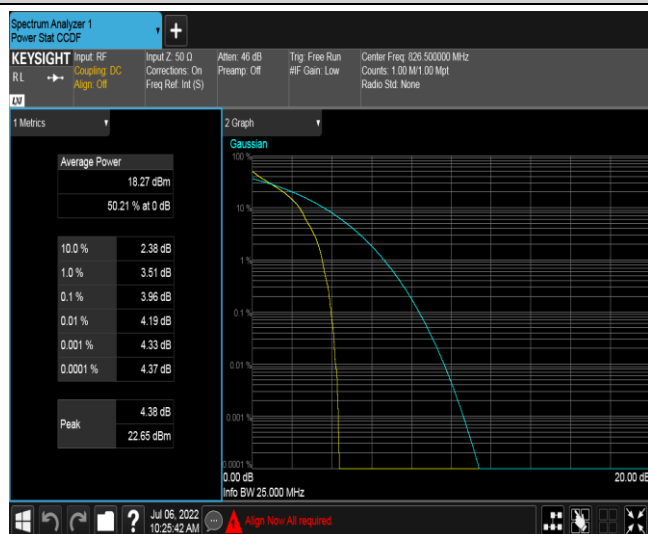 Spectrum Analyzer 1
Power Stat CCDF
KEYSIGHT Input: RF Input Z: 50 Ω Atten: 46 dB Trig: Free Run Center Freq: 826.500000 MHz
RL Coupling: DC Corrections: On Preamp: Off #IF Gain: Low Counts: 1.00 M/1.00 Mpt
Align: Off Freq Ref: Int (S) Radio Std: None
LXI
1 Metrics
Average Power
18.27 dBm
50.21 % at 0 dB
10.0 % 2.38 dB
1.0 % 3.51 dB
0.1 % 3.96 dB
0.01 % 4.19 dB
0.001 % 4.33 dB
0.0001 % 4.37 dB
Peak 4.38 dB
22.65 dBm
2 Graph
Gaussian
100 %
10 %
1 %
0.1 %
0.01 %
0.001 %
0.0001 %
0.00 dB 20.00 dB
Info BW 25.000 MHz
Jul 06, 2022
10:25:42 AM
Align Now All required